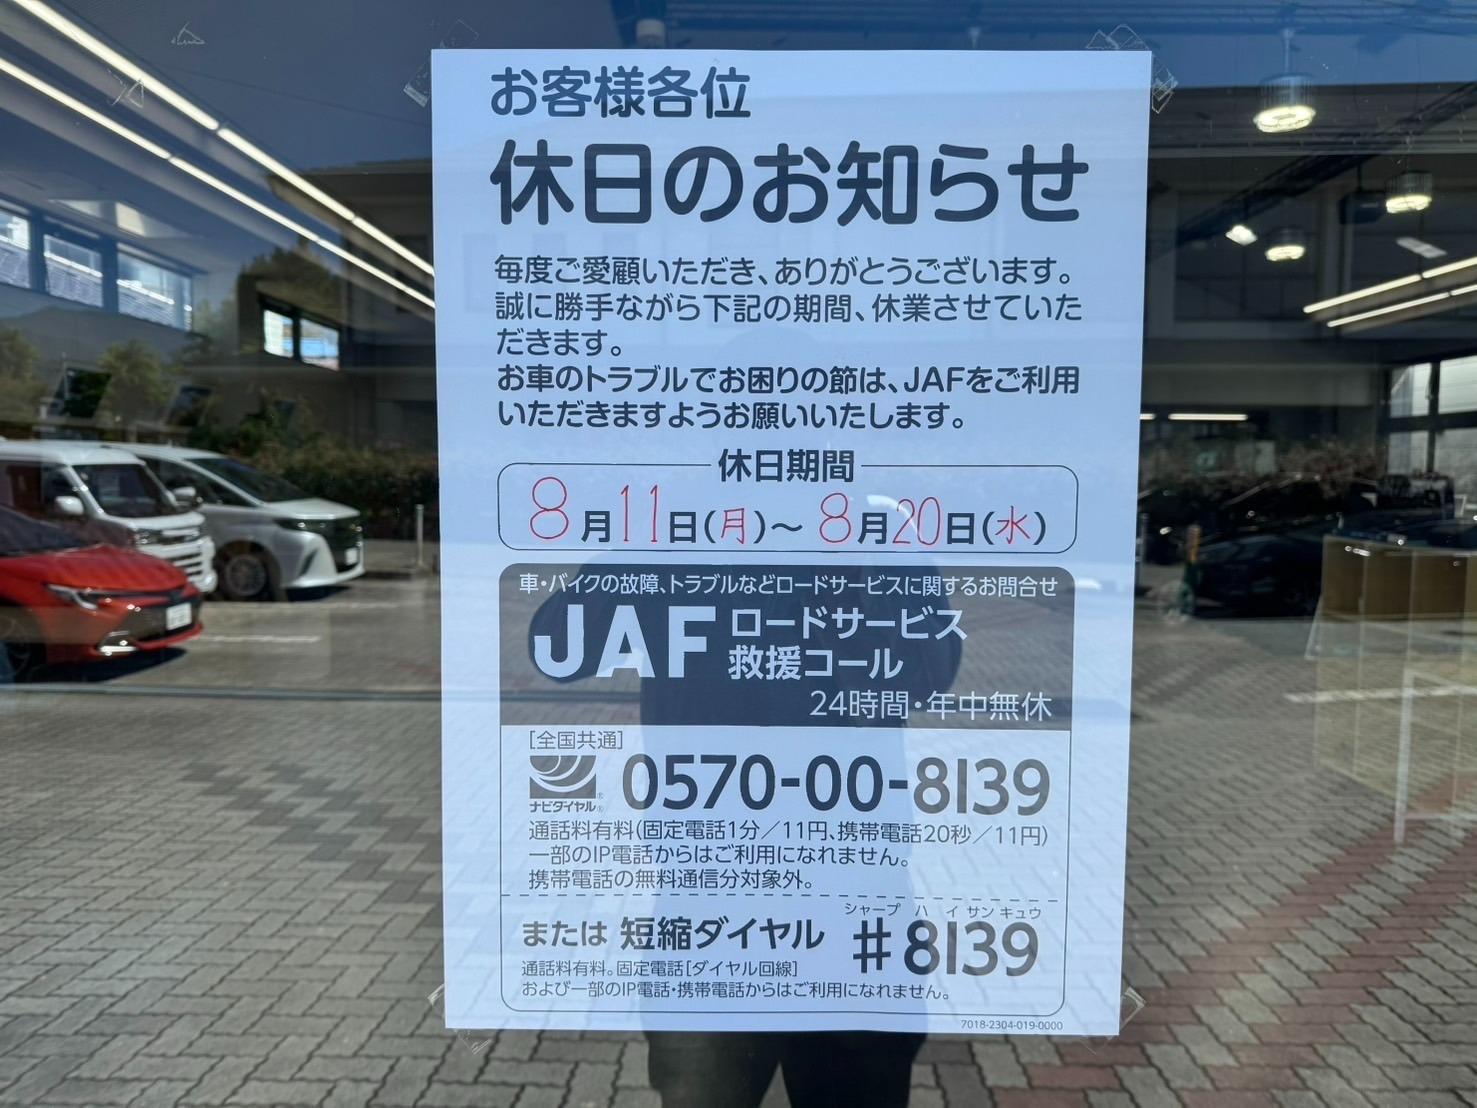 お客様各位
休日のお知らせ
毎度ご愛顧いただき、ありがとうございます。
誠に勝手ながら下記の期間、休業させていた
だきます。
お車のトラブルでお困りの節は、JAFをご利用
いただきますようお願いいたします。
休日期間
8月11日(月)～8月20日(水)
車・バイクの故障、トラブルなどロードサービスに関するお問合せ
JAF ロードサービス
救援コール
24時間・年中無休
[全国共通]
ナビダイヤル® 0570-00-8139
通話料有料(固定電話1分／11円、携帯電話20秒／11円)
一部のIP電話からはご利用になれません。
携帯電話の無料通信分対象外。
シャープ ハ イ サン キュウ
または 短縮ダイヤル #8139
通話料有料。固定電話[ダイヤル回線]
および一部のIP電話・携帯電話からはご利用になれません。
7018-2304-019-0000